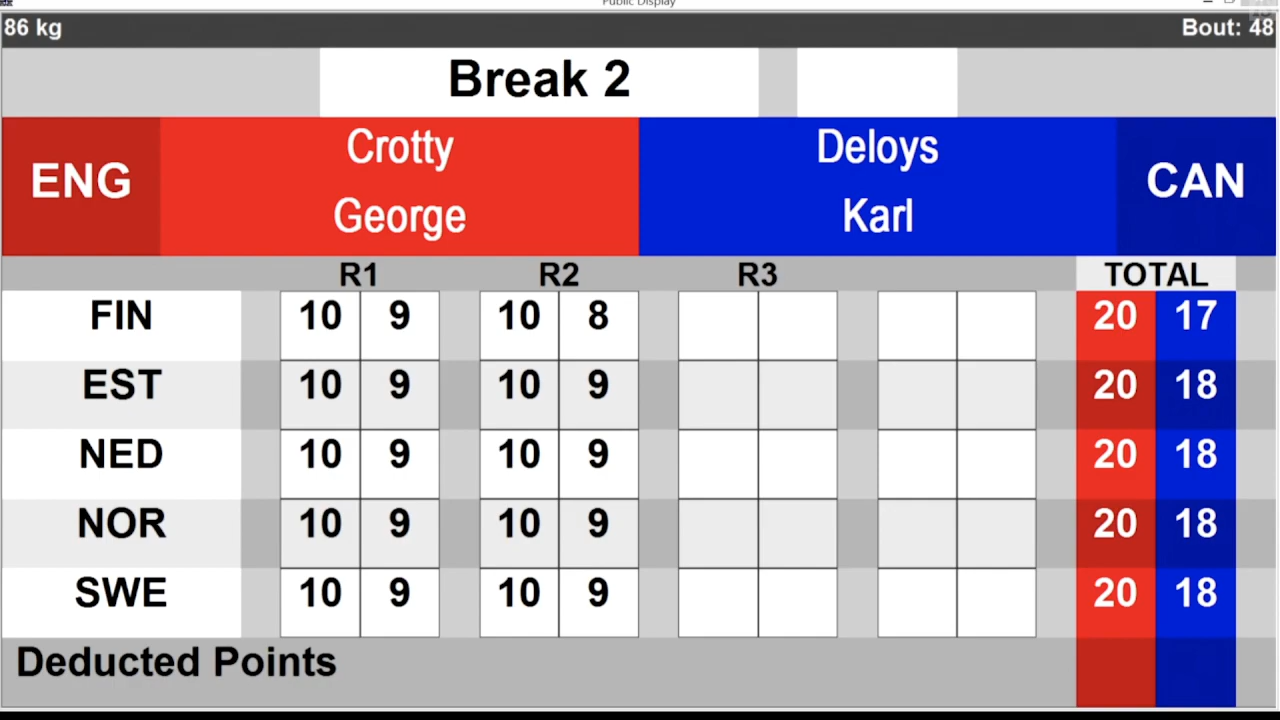 Public Display
86 kg Bout: 48
Break 2
ENG Crotty George Deloys Karl CAN
R1 R2 R3 TOTAL
FIN 10 9 10 8 20 17
EST 10 9 10 9 20 18
NED 10 9 10 9 20 18
NOR 10 9 10 9 20 18
SWE 10 9 10 9 20 18
Deducted Points